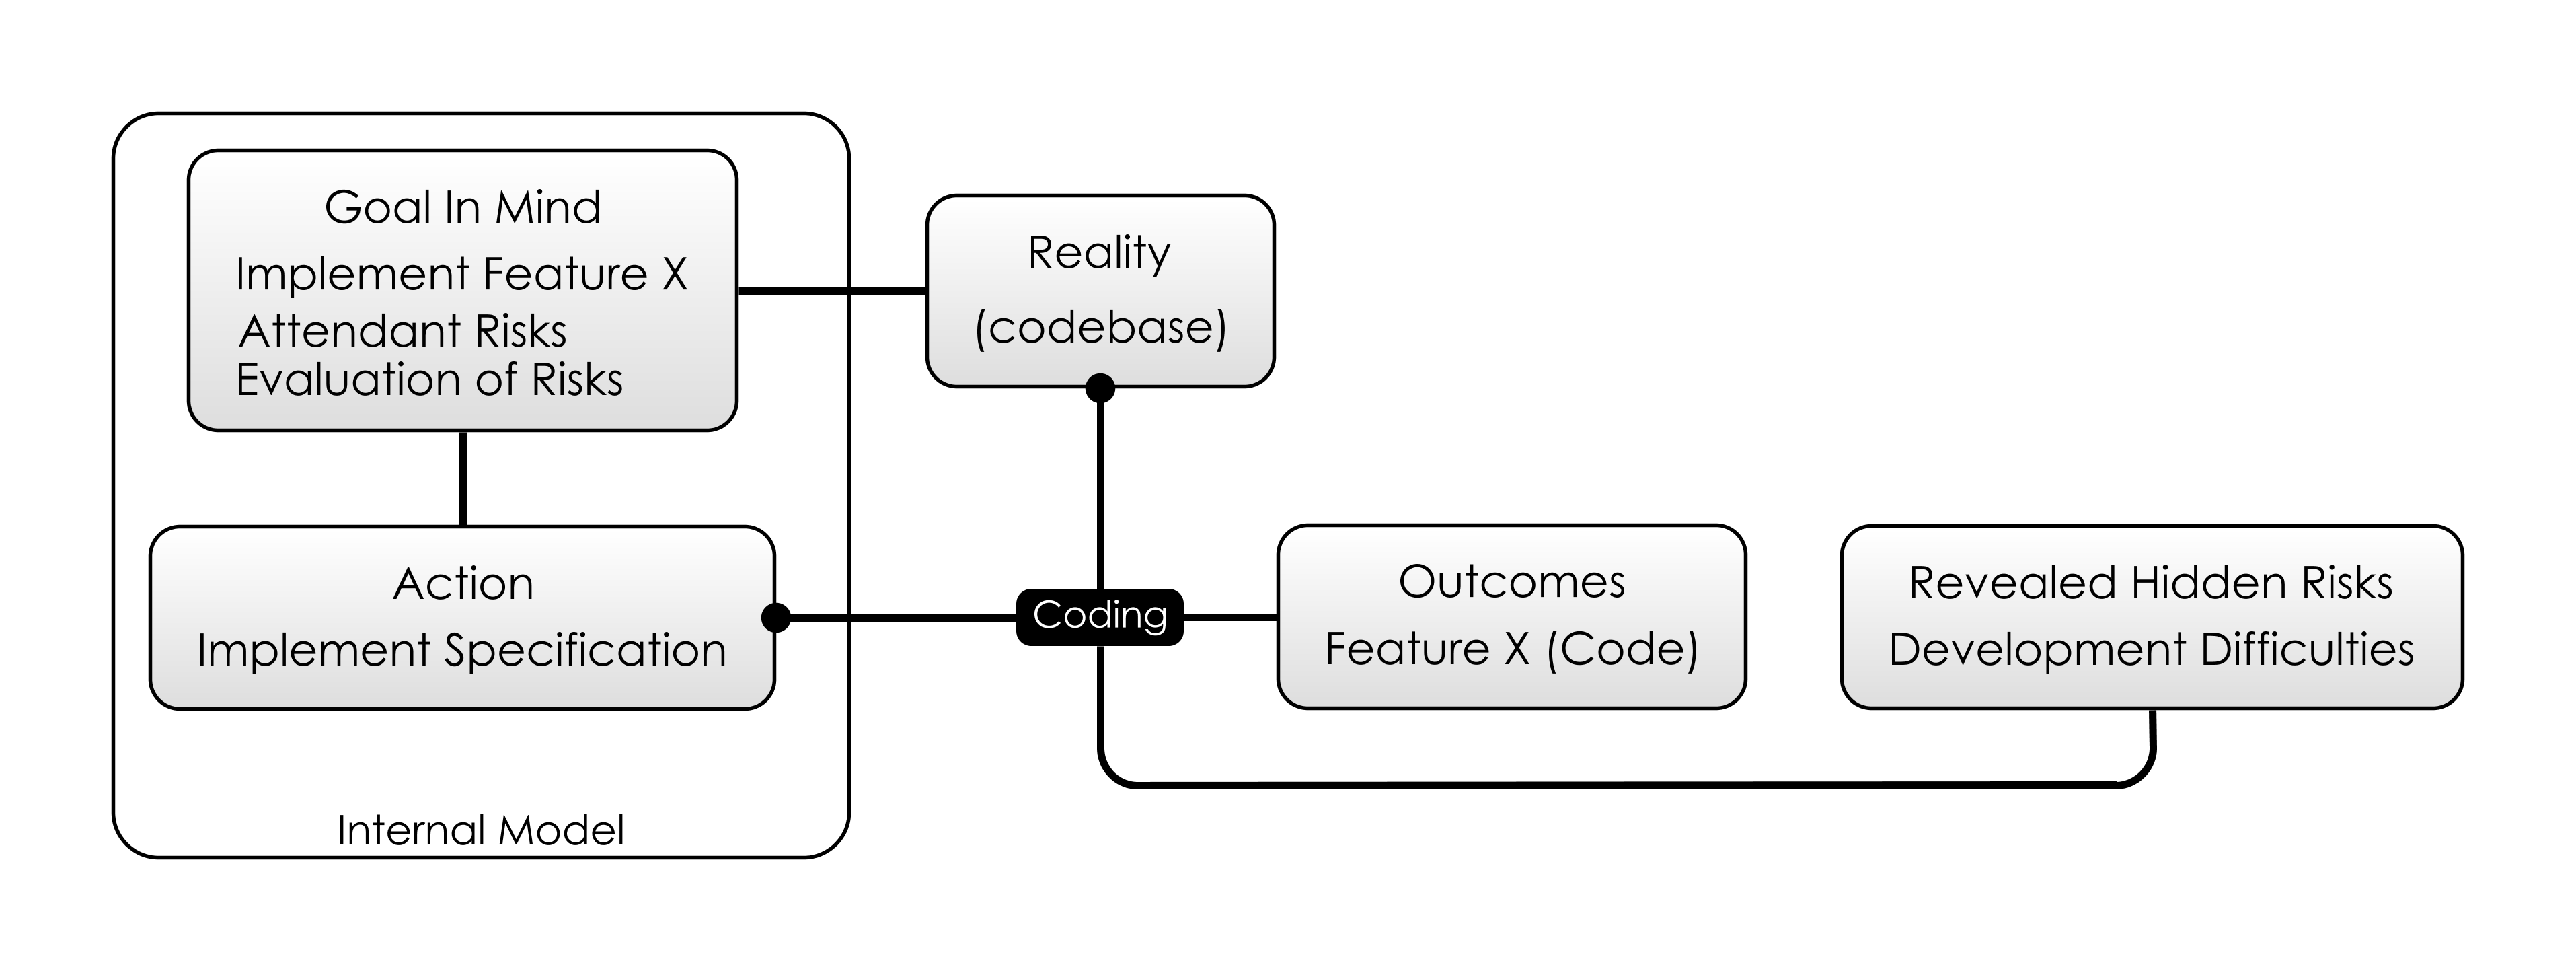 Goal In Mind
Implement Feature X
Attendant Risks
Evaluation of Risks
Reality
(codebase)
Action
Implement Specification
Coding
Outcomes
Feature X (Code)
Revealed Hidden Risks
Development Difficulties
Internal Model